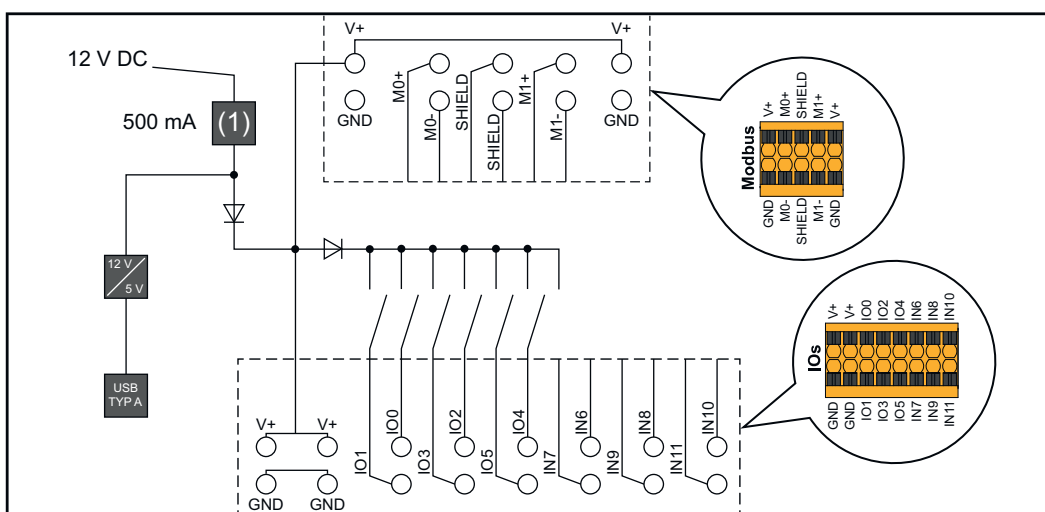 V+
V+
12 V DC
M0+
SHIELD
M1+
500 mA
(1)
GND
M0-
SHIELD
M1-
GND
V+
M0+
SHIELD
M1+
V+
Modbus
GND
M0-
SHIELD
M1-
GND
12 V
5 V
USB
TYP A
V+
V+
IO0
IO2
IO4
IN6
IN8
IN10
IOs
GND
GND
IO1
IO3
IO5
IN7
IN9
IN11
V+
V+
IO1
IO0
IO3
IO2
IO5
IO4
IN7
IN6
IN9
IN8
IN11
IN10
GND
GND